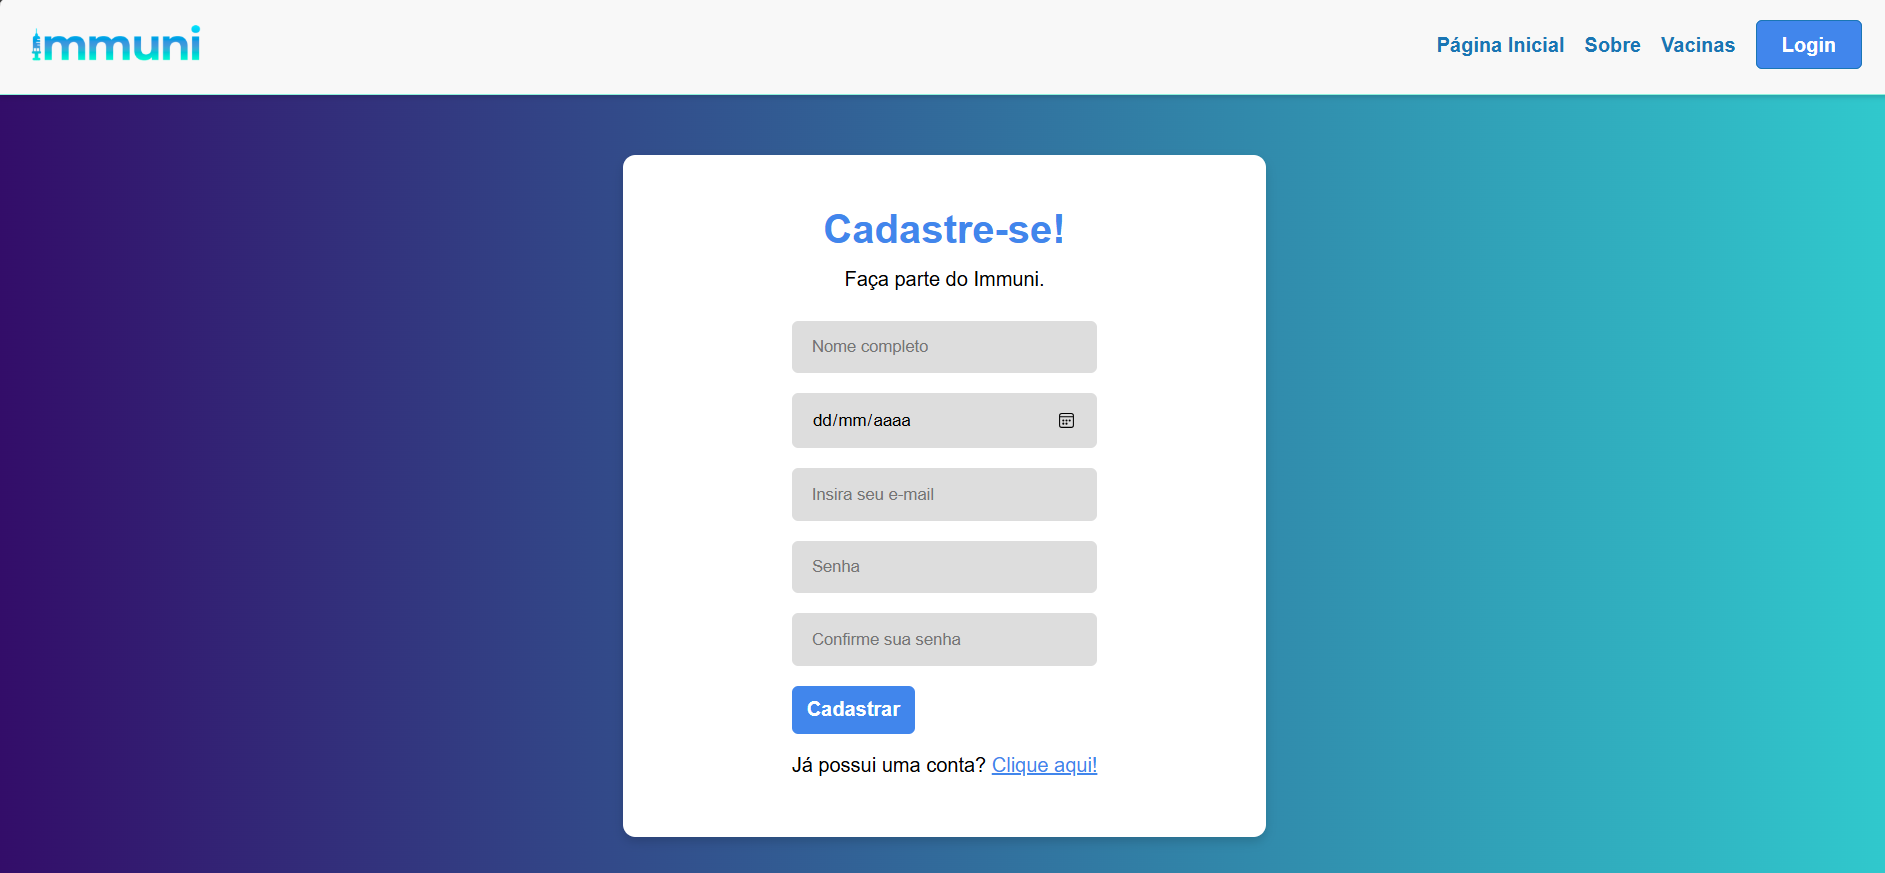 immuni
Página Inicial Sobre Vacinas Login
Cadastre-se!
Faça parte do Immuni.
Nome completo
dd/mm/aaaa
Insira seu e-mail
Senha
Confirme sua senha
Cadastrar
Já possui uma conta? Clique aqui!